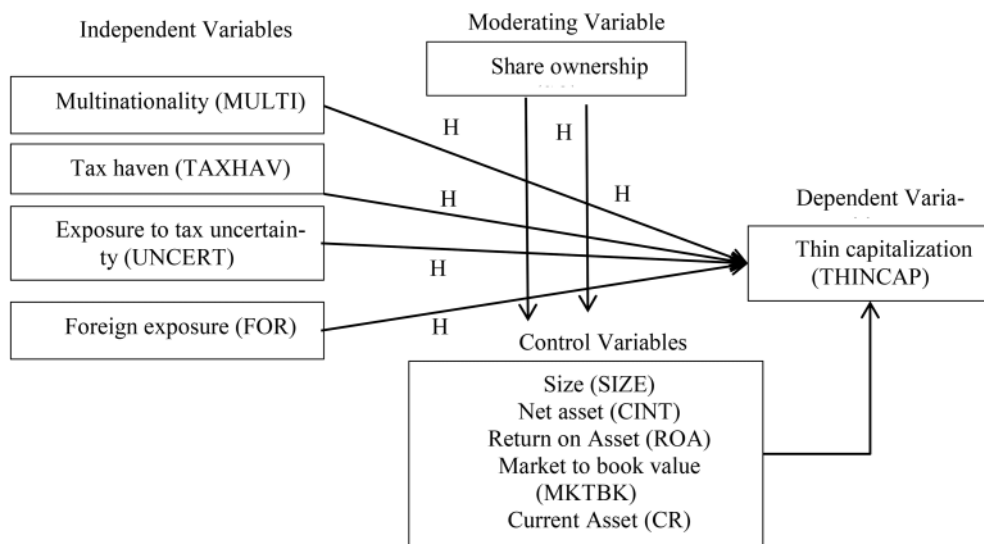 Independent Variables
Moderating Variable
Share ownership
Multinationality (MULTI)
H
H
Tax haven (TAXHAV)
H
H
Dependent Varia-
Exposure to tax uncertain-
ty (UNCERT)
H
Thin capitalization
(THINCAP)
Foreign exposure (FOR)
H
Control Variables
Size (SIZE)
Net asset (CINT)
Return on Asset (ROA)
Market to book value
(MKTBK)
Current Asset (CR)